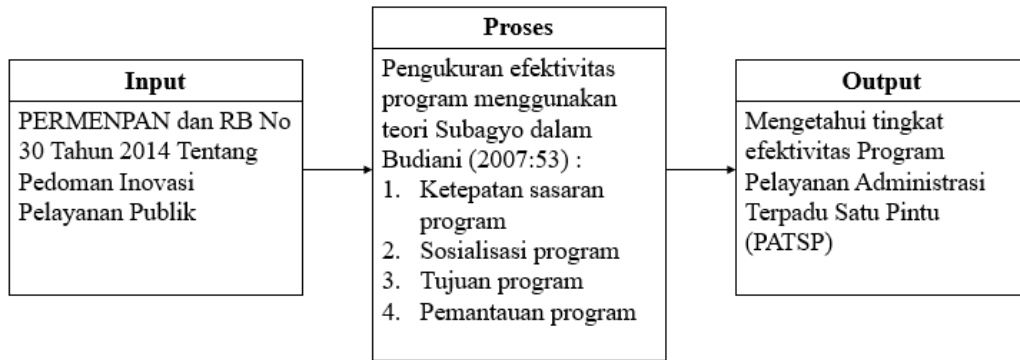 Input
PERMENPAN dan RB No
30 Tahun 2014 Tentang
Pedoman Inovasi
Pelayanan Publik
Proses
Pengukuran efektivitas
program menggunakan
teori Subagyo dalam
Budiani (2007:53) :
1. Ketepatan sasaran
program
2. Sosialisasi program
3. Tujuan program
4. Pemantauan program
Output
Mengetahui tingkat
efektivitas Program
Pelayanan Administrasi
Terpadu Satu Pintu
(PATSP)